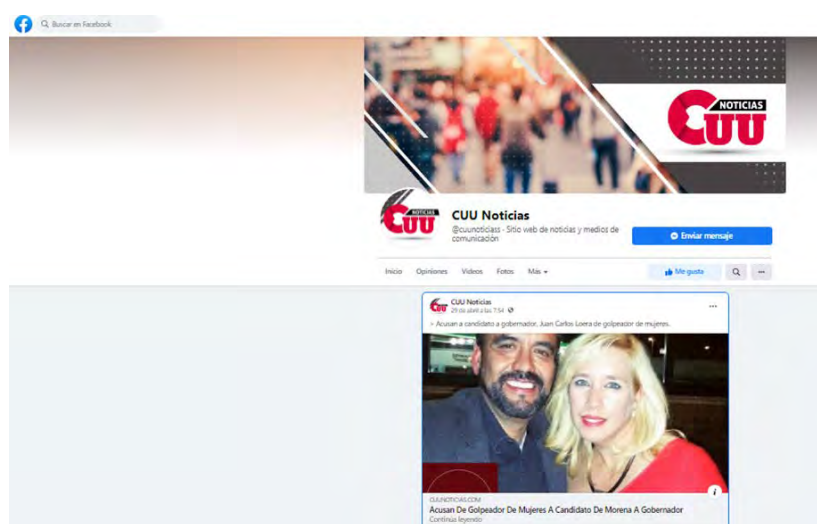 Buscar en Facebook
NOTICIAS
CUU
NOTICIAS
CUU
CUU Noticias
@cuunoticiass · Sitio web de noticias y medios de
comunicación
Enviar mensaje
Inicio Opiniones Videos Fotos Más
Me gusta
CUU Noticias
29 de abril a las 7:54
Acusan a candidato a gobernador, Juan Carlos Loera de golpeador de mujeres.
CUUNOTICIAS.COM
Acusan De Golpeador De Mujeres A Candidato De Morena A Gobernador
Continúa leyendo